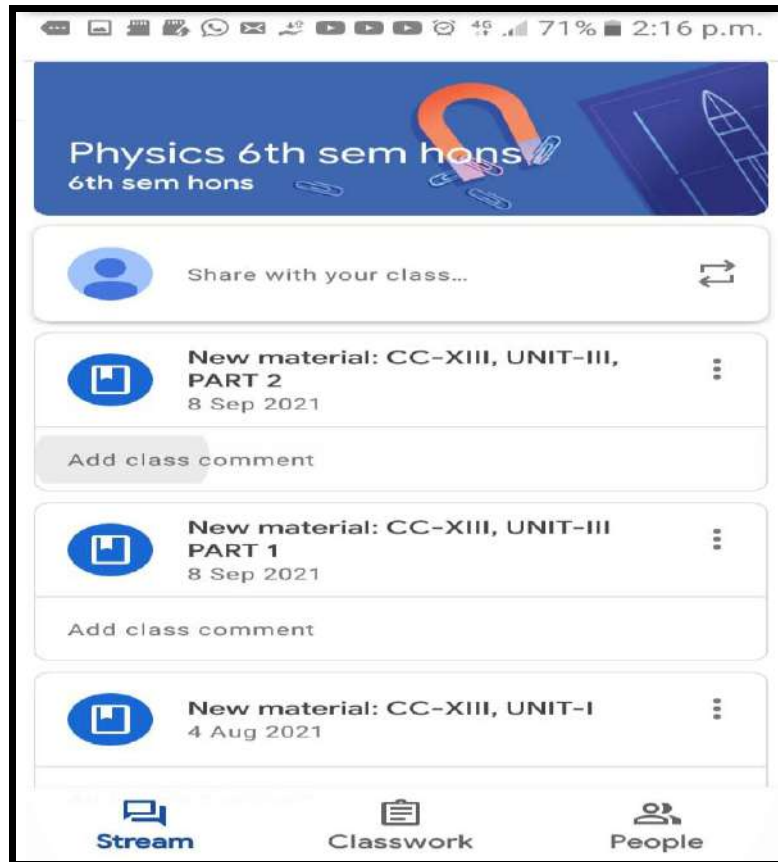 4G 71% 2:16 p.m.
Physics 6th sem hons
6th sem hons
Share with your class...
New material: CC-XIII, UNIT-III,
PART 2
8 Sep 2021
Add class comment
New material: CC-XIII, UNIT-III
PART 1
8 Sep 2021
Add class comment
New material: CC-XIII, UNIT-I
4 Aug 2021
Stream Classwork People